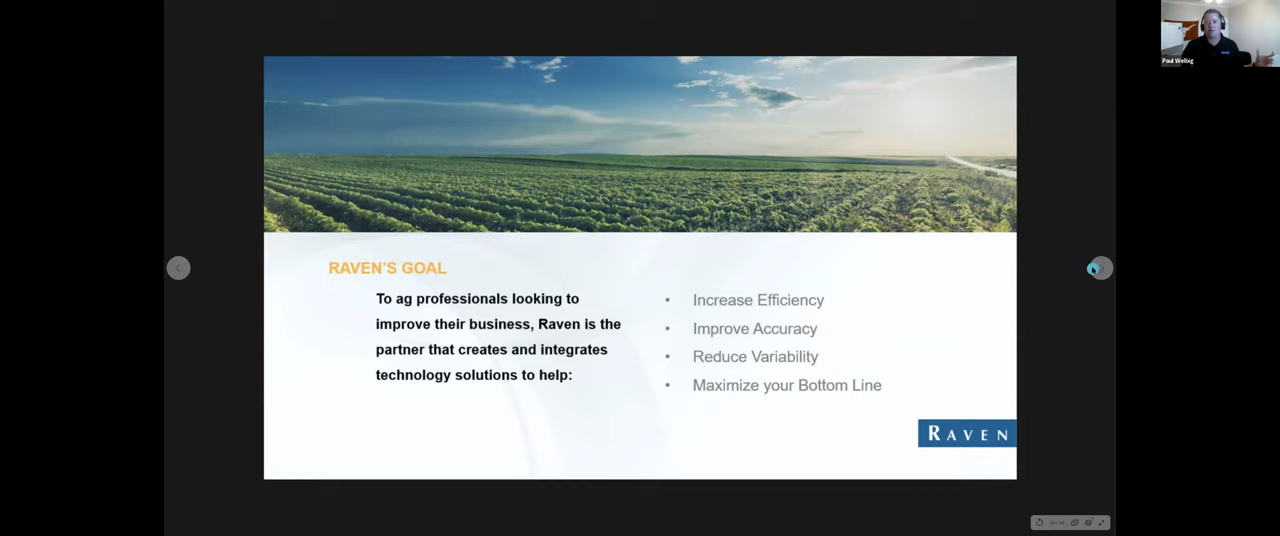 Paul Welbig
RAVEN'S GOAL
To ag professionals looking to
improve their business, Raven is the
partner that creates and integrates
technology solutions to help:
• Increase Efficiency
• Improve Accuracy
• Reduce Variability
• Maximize your Bottom Line
RAVEN